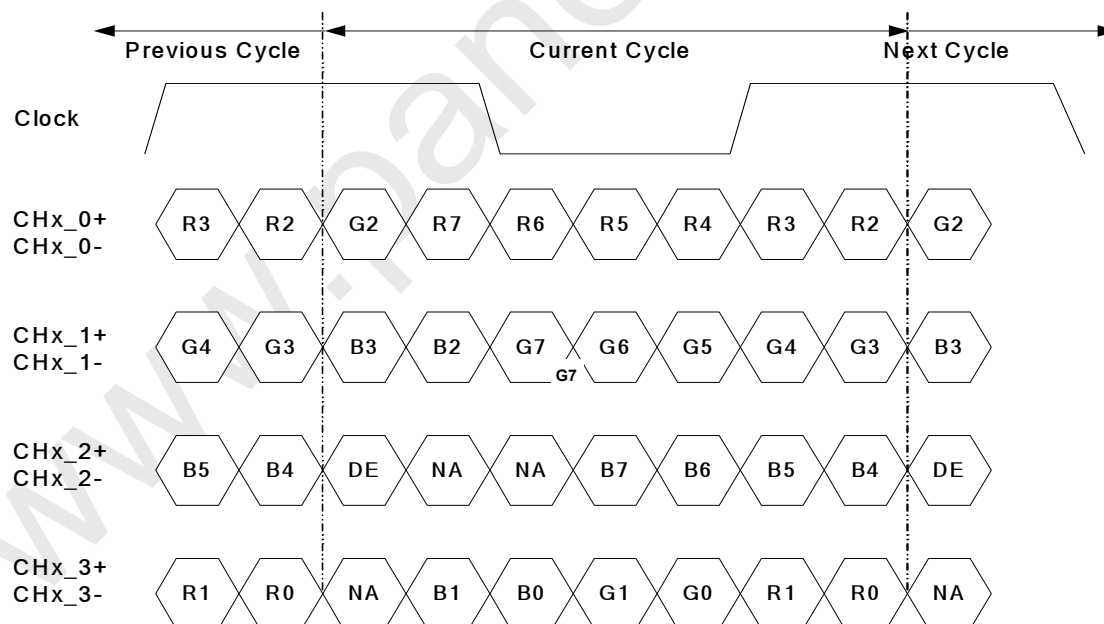 Previous Cycle Current Cycle Next Cycle
Clock
CHx_0+
CHx_0-
R3 R2 G2 R7 R6 R5 R4 R3 R2 G2
CHx_1+
CHx_1-
G4 G3 B3 B2 G7 G6 G5 G4 G3 B3
G7
CHx_2+
CHx_2-
B5 B4 DE NA NA B7 B6 B5 B4 DE
CHx_3+
CHx_3-
R1 R0 NA B1 B0 G1 G0 R1 R0 NA